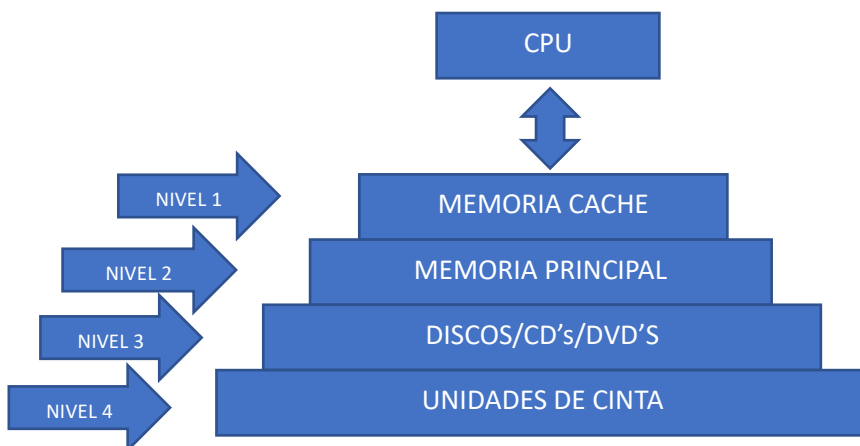 CPU
NIVEL 1
MEMORIA CACHE
NIVEL 2
MEMORIA PRINCIPAL
NIVEL 3
DISCOS/CD’s/DVD’S
NIVEL 4
UNIDADES DE CINTA